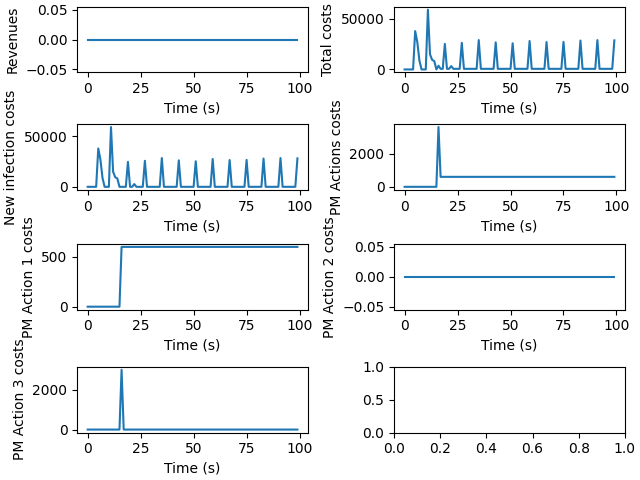 Revenues
0.05
0.00
−0.05
0 25 50 75 100
Time (s)
Total costs
50000
0
0 25 50 75 100
Time (s)
New infection costs
50000
0
0 25 50 75 100
Time (s)
PM Actions costs
2000
0
0 25 50 75 100
Time (s)
PM Action 1 costs
500
0
0 25 50 75 100
Time (s)
PM Action 2 costs
0.05
0.00
−0.05
0 25 50 75 100
Time (s)
PM Action 3 costs
2000
0
0 25 50 75 100
Time (s)
1.0
0.5
0.0
0.0 0.2 0.4 0.6 0.8 1.0